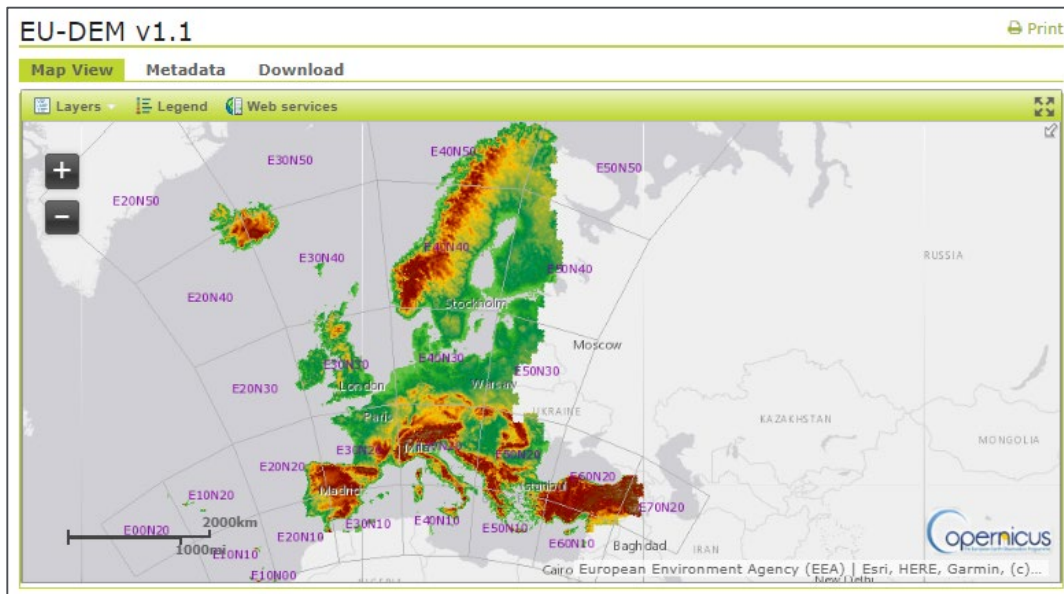 EU-DEM v1.1
Print
Map View Metadata Download
Layers Legend Web services
E30N50
E40N50
E50N50
E20N50
E40N40
E30N40
RUSSIA
E50N40
E20N40
Stockholm
Moscow
E40N30
E30N30
E50N30
London
Warsaw
E20N30
UKRAINE
Paris
KAZAKHSTAN
MONGOLIA
E20N20
E60N20
Istanbul
Madrid
E10N20
E70N20
2000km
E00N20
E30N10
E40N10
E50N10
E20N10
E60N10
Baghdad
1000mi
E10N10
IRAN
opernicus
E10N00
Cairo
European Environment Agency (EEA) | Esri, HERE, Garmin, (c)...
New Delhi